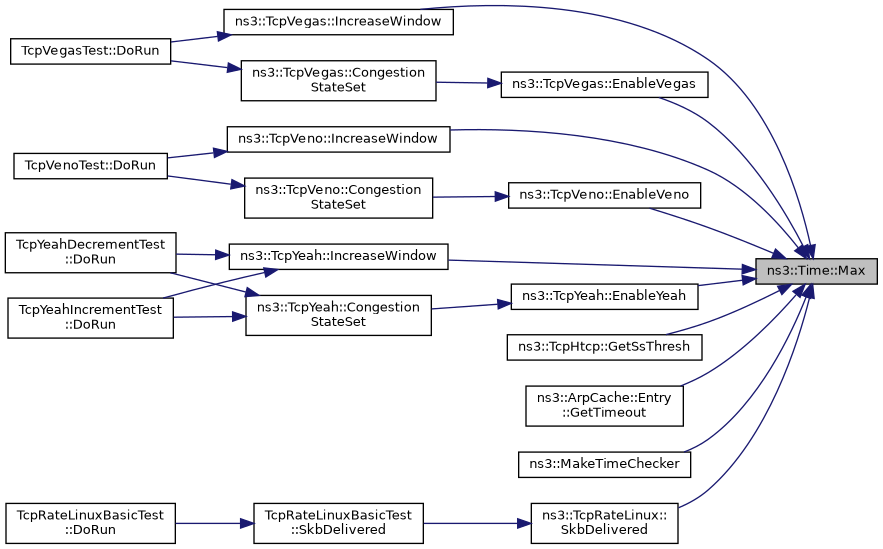 ns3::TcpVegas::IncreaseWindow
TcpVegasTest::DoRun
ns3::TcpVegas::Congestion
StateSet
ns3::TcpVegas::EnableVegas
ns3::TcpVeno::IncreaseWindow
TcpVenoTest::DoRun
ns3::TcpVeno::Congestion
StateSet
ns3::TcpVeno::EnableVeno
TcpYeahDecrementTest
::DoRun
ns3::TcpYeah::IncreaseWindow
ns3::Time::Max
TcpYeahIncrementTest
::DoRun
ns3::TcpYeah::Congestion
StateSet
ns3::TcpYeah::EnableYeah
ns3::TcpHtcp::GetSsThresh
ns3::ArpCache::Entry
::GetTimeout
ns3::MakeTimeChecker
TcpRateLinuxBasicTest
::DoRun
TcpRateLinuxBasicTest
::SkbDelivered
ns3::TcpRateLinux::
SkbDelivered